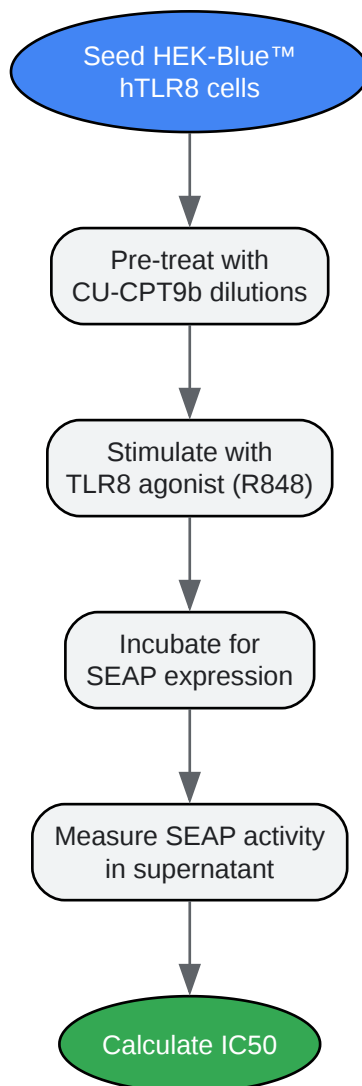 Seed HEK-Blue™
hTLR8 cells
Pre-treat with
CU-CPT9b dilutions
Stimulate with
TLR8 agonist (R848)
Incubate for
SEAP expression
Measure SEAP activity
in supernatant
Calculate IC50